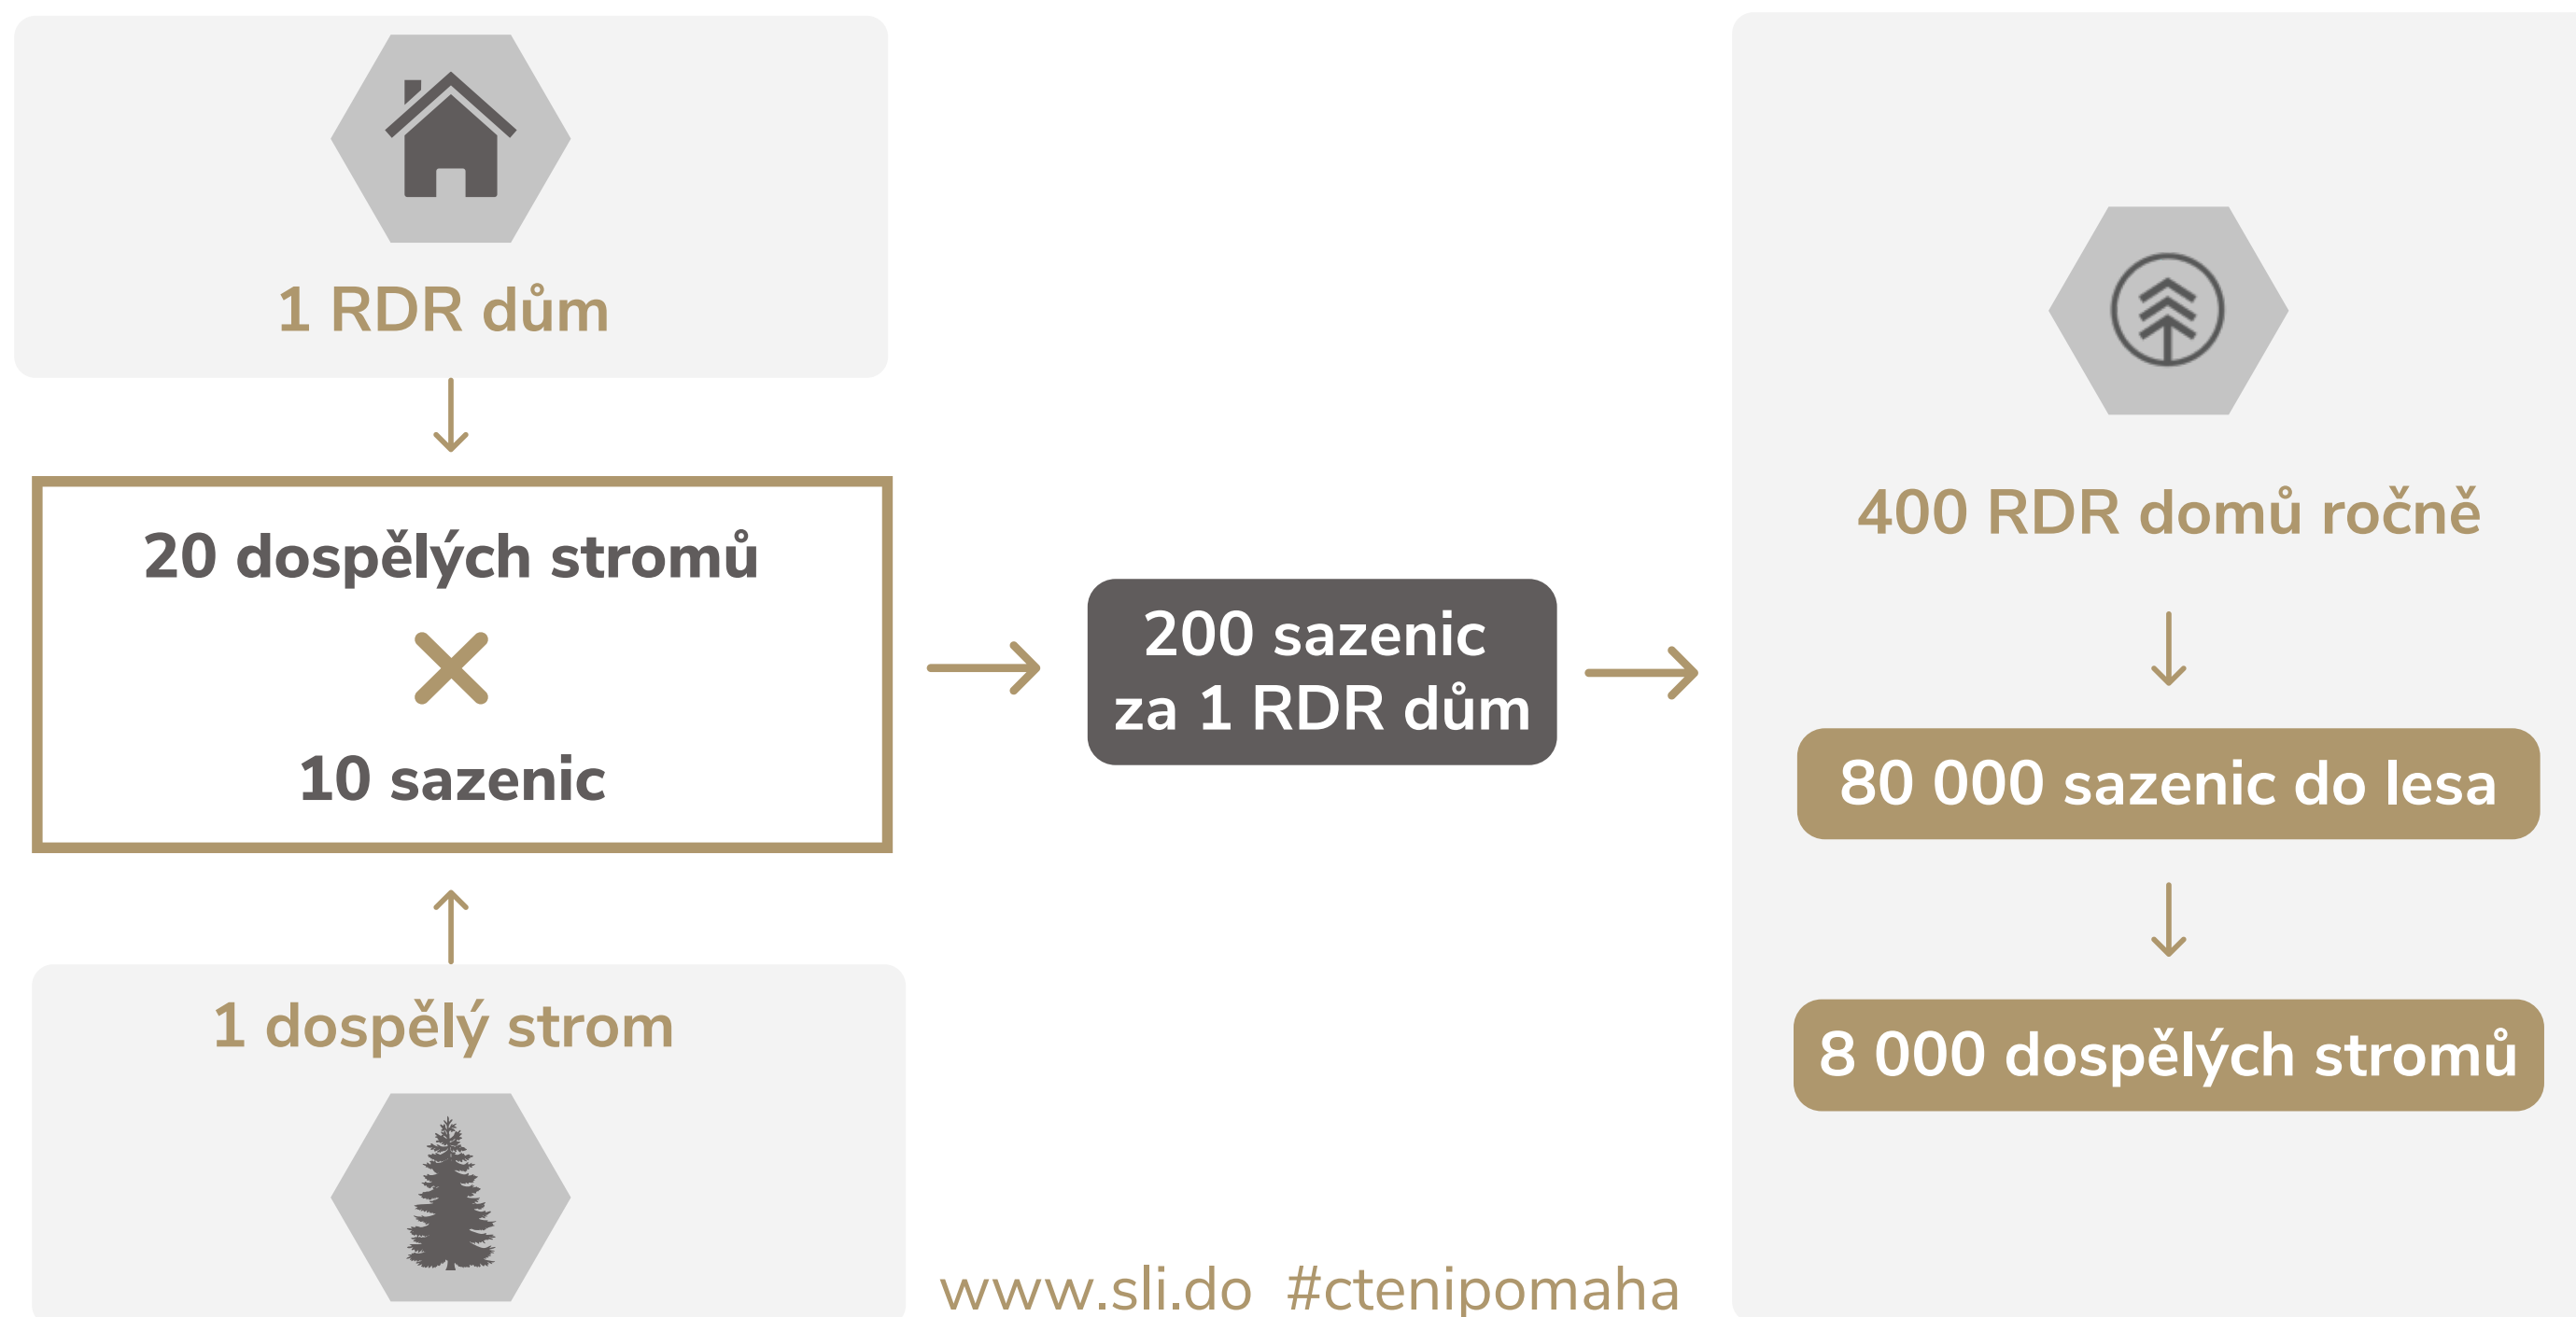 1 RDR dům
20 dospělých stromů
10 sazenic
1 dospělý strom
200 sazenic
za 1 RDR dům
400 RDR domů ročně
80 000 sazenic do lesa
8 000 dospělých stromů
www.sli.do #ctenipomaha